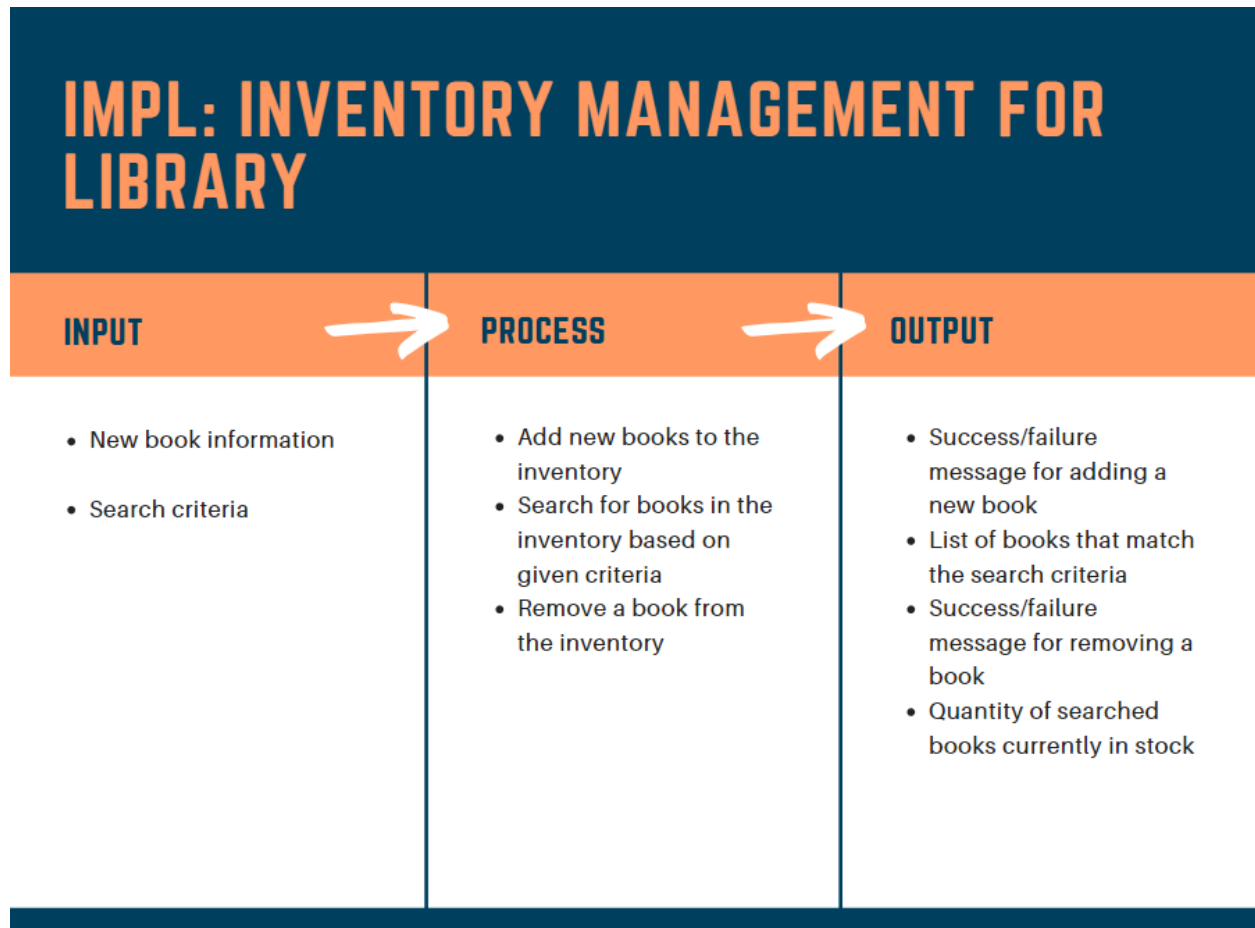 IMPL: INVENTORY MANAGEMENT FOR
LIBRARY
INPUT
PROCESS
OUTPUT
• New book information
• Search criteria
• Add new books to the
inventory
• Search for books in the
inventory based on
given criteria
• Remove a book from
the inventory
• Success/failure
message for adding a
new book
• List of books that match
the search criteria
• Success/failure
message for removing a
book
• Quantity of searched
books currently in stock